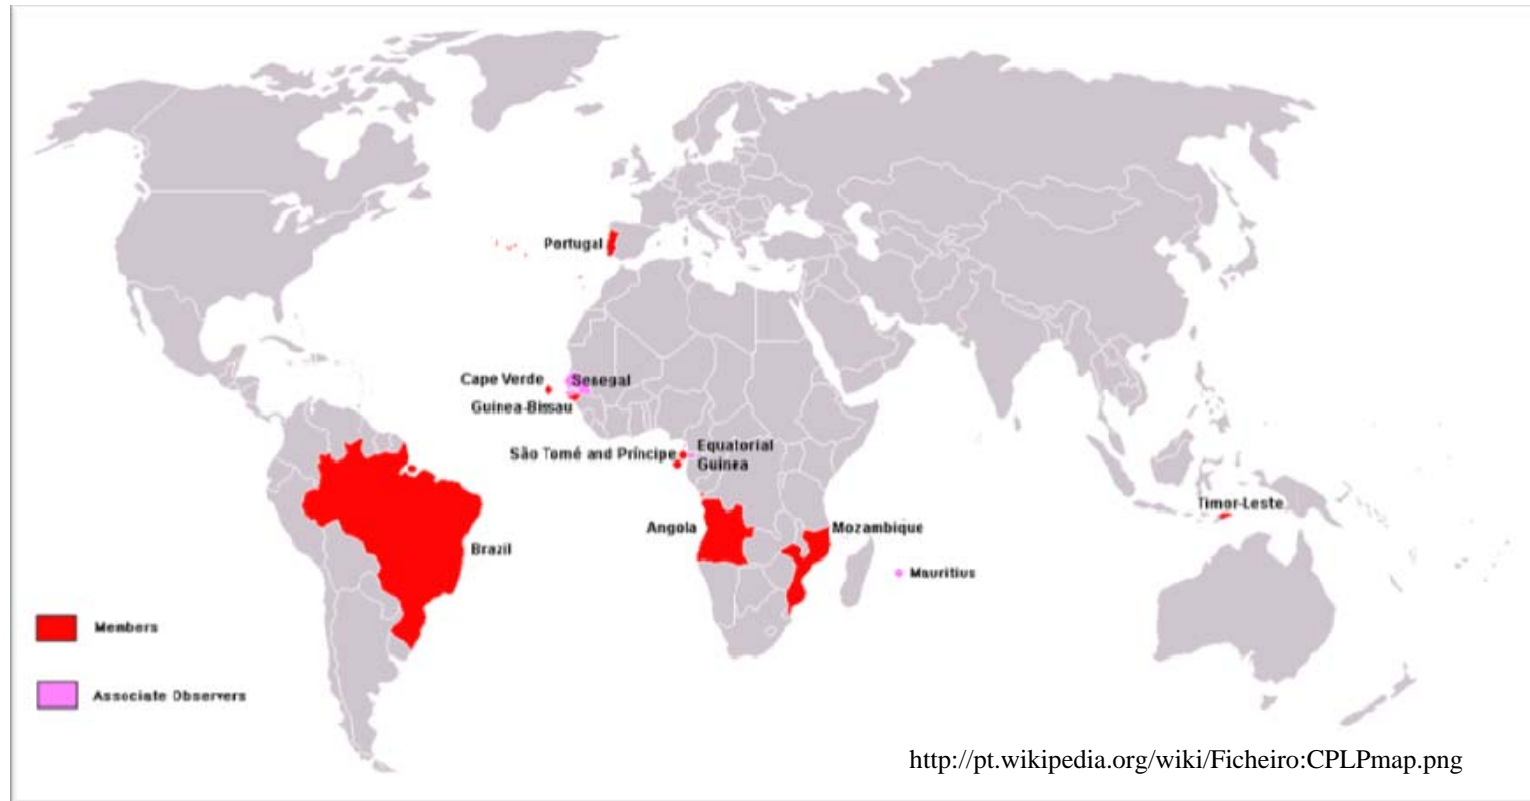 Portugal
Cape Verde
Senegal
Guinea-Bissau
São Tomé and Príncipe
Equatorial
Guinea
Angola
Mozambique
Timor-Leste
Brazil
Mauritius
Members
Associate Observers
http://pt.wikipedia.org/wiki/Ficheiro:CPLPmap.png